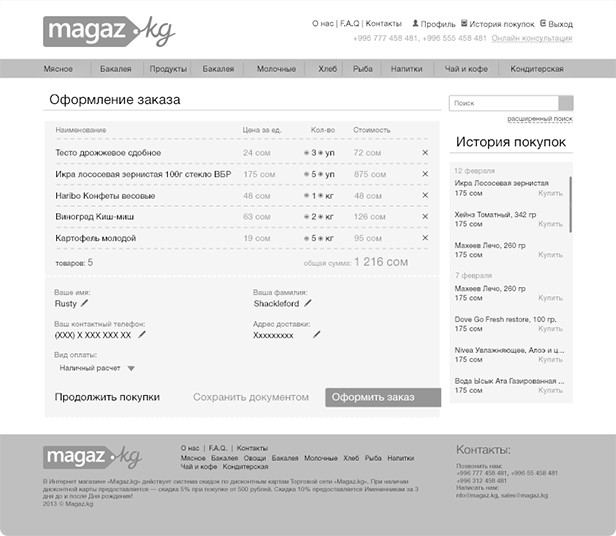 magaz.kg
О нас | F.A.Q | Контакты Профиль История покупок Выход
+996 777 458 481, +996 555 458 481 Онлайн консультация
Мясное Бакалея Продукты Бакалея Молочные Хлеб Рыба Напитки Чай и кофе Кондитерская
Оформление заказа
Наименование Цена за ед. Кол-во Стоимость
Тесто дрожжевое сдобное 24 сом 3 уп 72 сом ×
Икра лососевая зернистая 100г стекло ВБР 175 сом 5 уп 875 сом ×
Haribo Конфеты весовые 48 сом 1 кг 48 сом ×
Виноград Киш-миш 63 сом 2 кг 126 сом ×
Картофель молодой 19 сом 5 кг 95 сом ×
товаров: 5 общая сумма: 1 216 сом
Ваше имя: Ваша фамилия:
Rusty Shackleford
Ваш контактный телефон: Адрес доставки:
(XXX) X XXX XXX XX Xxxxxxxxx
Вид оплаты:
Наличный расчет
Продолжить покупки Сохранить документом Оформить заказ
Поиск
расширенный поиск
История покупок
12 февраля
Икра Лососевая зернистая
175 сом Купить
Хейнз Томатный, 342 гр
175 сом Купить
Махеев Лечо, 260 гр
175 сом Купить
7 февраля
Махеев Лечо, 260 гр
175 сом Купить
Dove Go Fresh restore, 100 гр.
175 сом Купить
Nivea Увлажняющее, Алоэ и ц...
175 сом Купить
Вода Ысык Ата Газированная ...
175 сом Купить
magaz.kg
О нас | F.A.Q. | Контакты
Мясное Бакалея Овощи Бакалея Молочные Хлеб Рыба Напитки
Чай и кофе Кондитерская
В Интернет магазине «Magaz.kg» действует система скидок по дисконтным картам Торговой сети «Magaz.kg». При наличии
дисконтной карты предоставляется — скидка 5% при покупке от 500 рублей. Скидка 10% предоставляется Именинникам за 3
дня до и после Дня рождения!
2013 © Magaz.kg
Контакты:
Позвонить нам:
+996 777 458 481, +996 55 458 481
+996 312 458 481
Написать нам:
nfo@magaz.kg, sales@magaz.kg